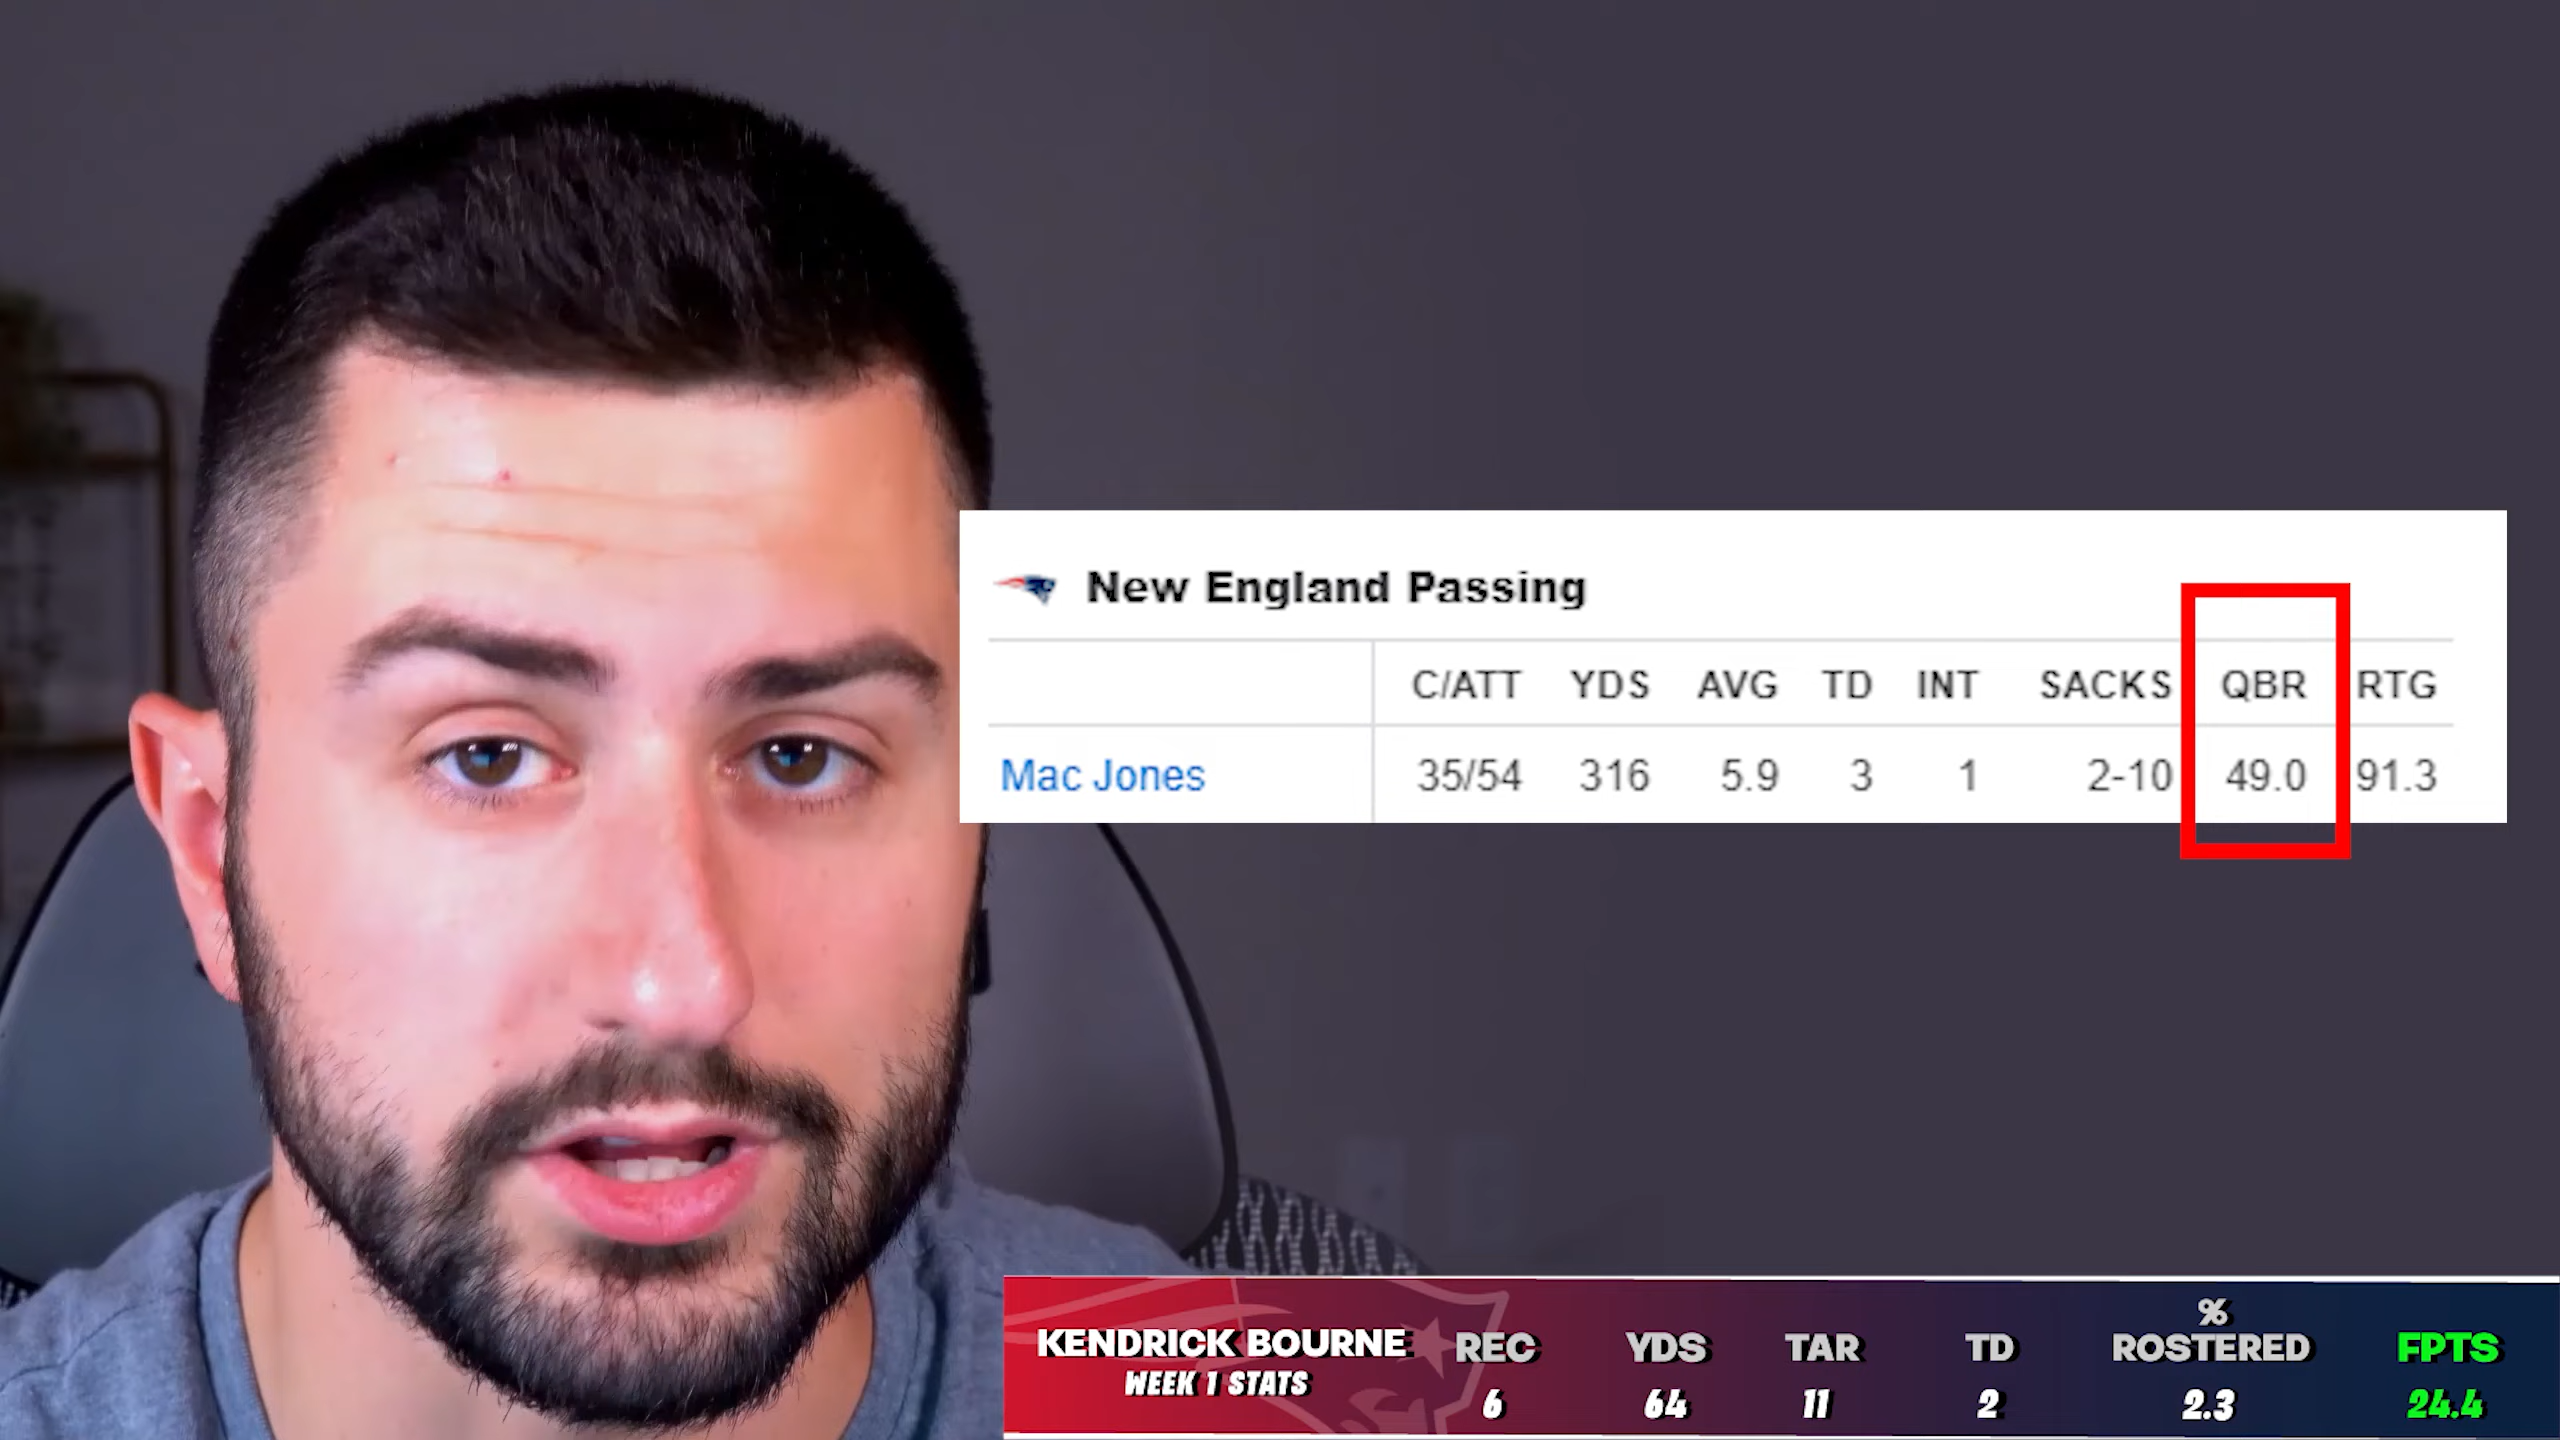 New England Passing
C/ATT YDS AVG TD INT SACKS QBR RTG
Mac Jones 35/54 316 5.9 3 1 2-10 49.0 91.3
KENDRICK BOURNE REC YDS TAR TD % ROSTERED FPTS
WEEK 1 STATS 6 64 11 2 2.3 24.4